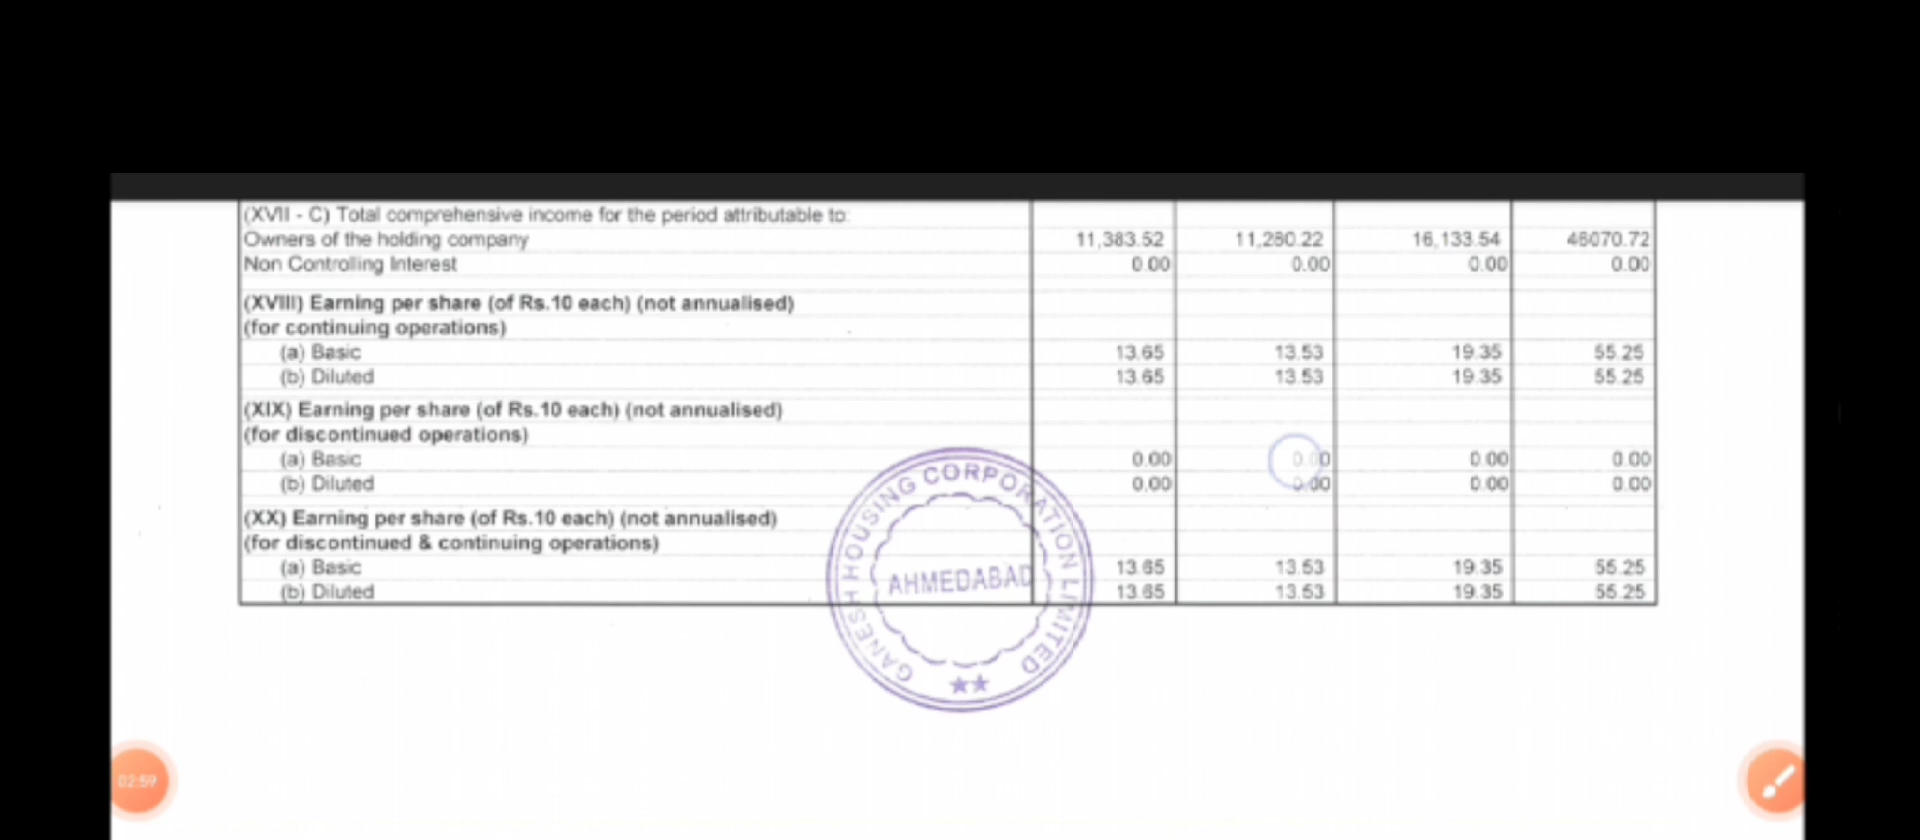 (XVII - C) Total comprehensive income for the period attributable to:
Owners of the holding company 11,383.52 11,280.22 16,133.54 46070.72
Non Controlling Interest 0.00 0.00 0.00 0.00
(XVIII) Earning per share (of Rs.10 each) (not annualised)
(for continuing operations)
(a) Basic 13.65 13.53 19.35 55.25
(b) Diluted 13.65 13.53 19.35 55.25
(XIX) Earning per share (of Rs.10 each) (not annualised)
(for discontinued operations)
(a) Basic 0.00 0.00 0.00 0.00
(b) Diluted 0.00 0.00 0.00 0.00
(XX) Earning per share (of Rs.10 each) (not annualised)
(for discontinued & continuing operations)
(a) Basic 13.65 13.53 19.35 55.25
(b) Diluted 13.65 13.53 19.35 55.25
GANESH HOUSING CORPORATION LIMITED
AHMEDABAD
02:59